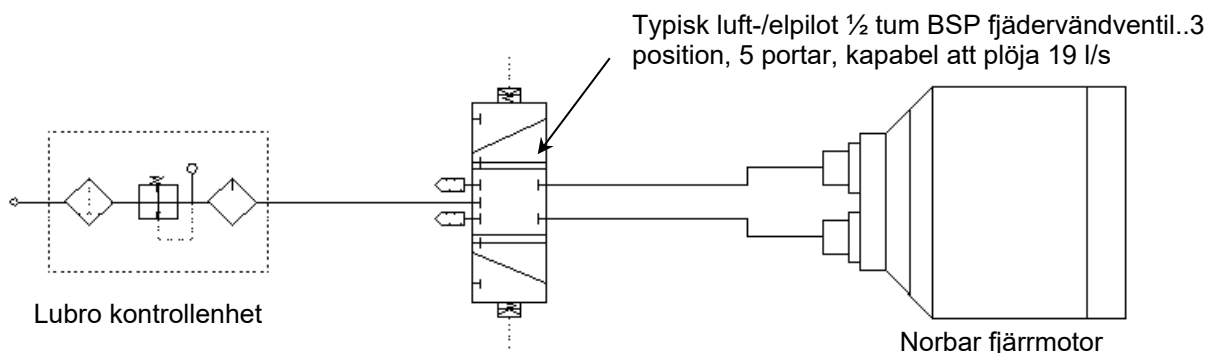 Typisk luft-/elpilot ½ tum BSP fjädervändventil..3
position, 5 portar, kapabel att plöja 19 l/s
Lubro kontrollenhet
Norbar fjärrmotor